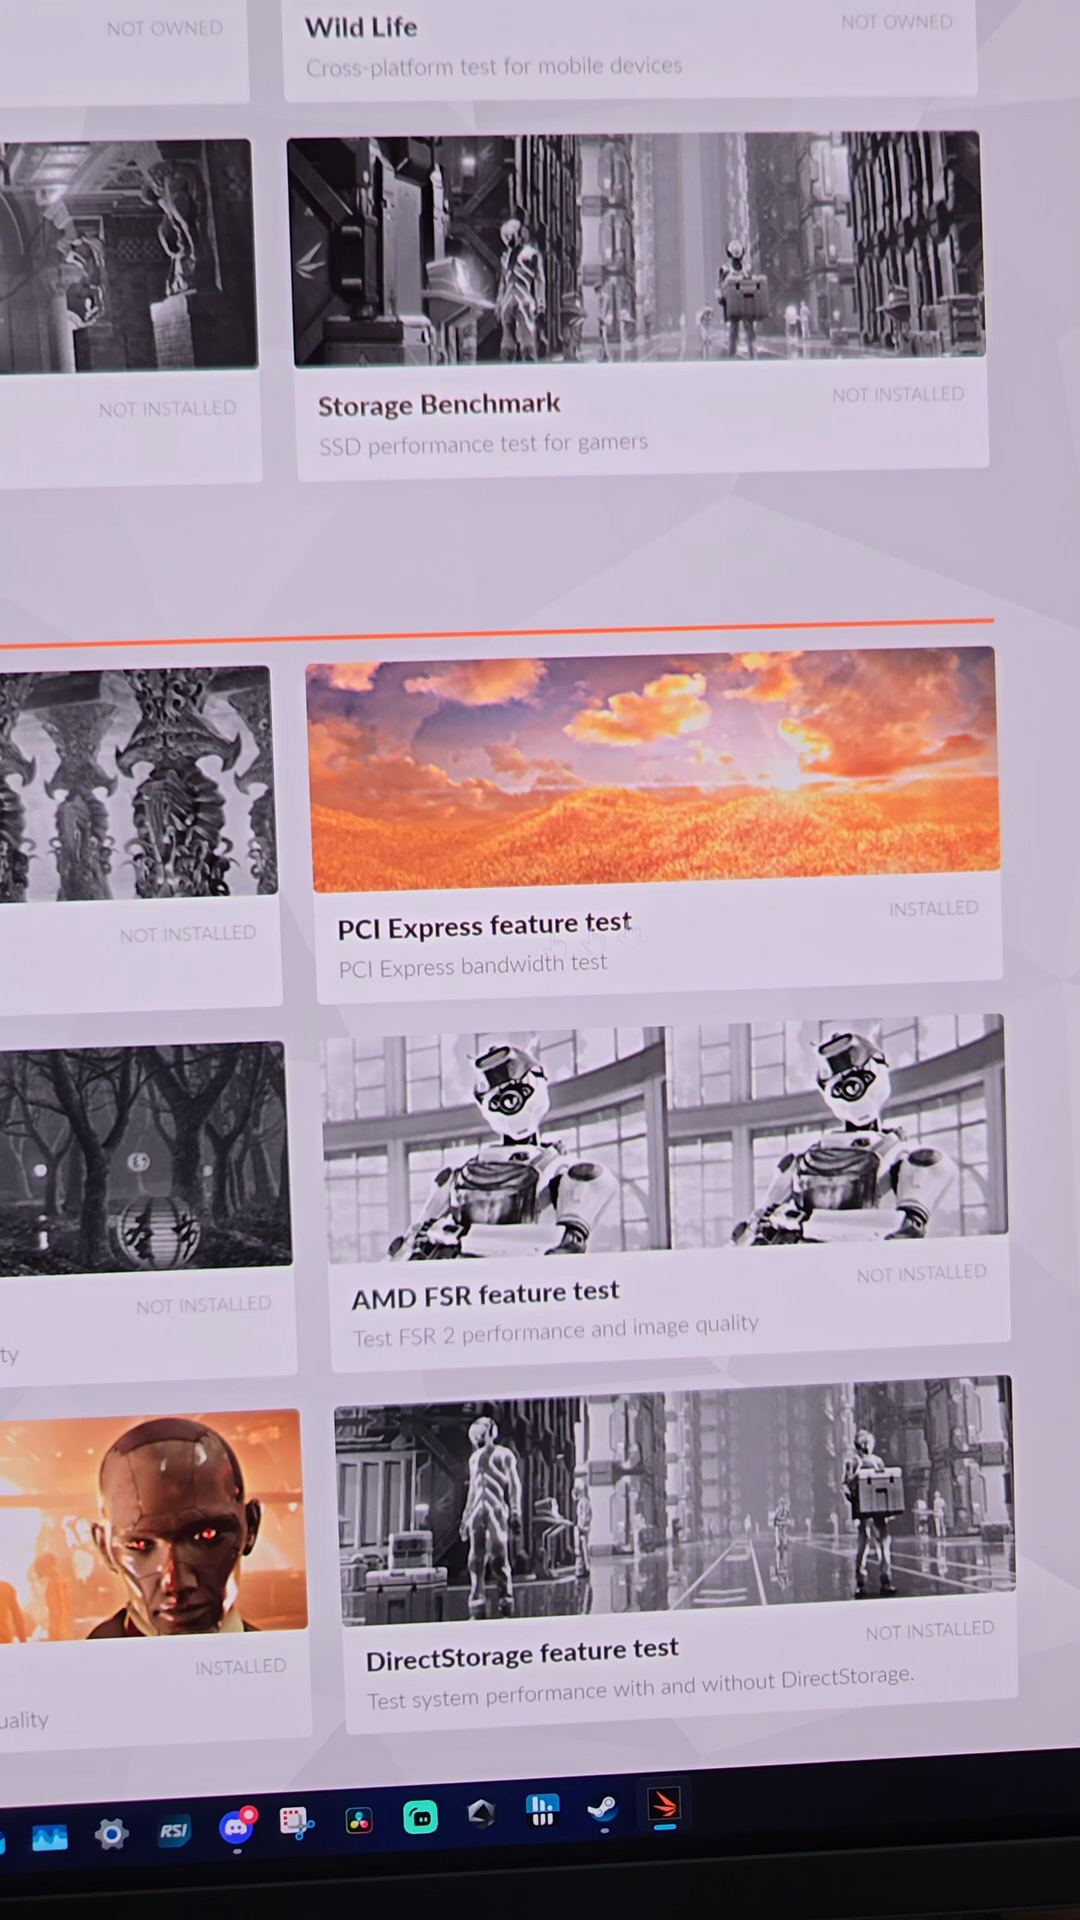 NOT OWNED
Wild Life
NOT OWNED
Cross-platform test for mobile devices
NOT INSTALLED
Storage Benchmark
NOT INSTALLED
SSD performance test for gamers
NOT INSTALLED
PCI Express feature test
INSTALLED
PCI Express bandwidth test
NOT INSTALLED
ty
AMD FSR feature test
NOT INSTALLED
Test FSR 2 performance and image quality
INSTALLED
uality
DirectStorage feature test
NOT INSTALLED
Test system performance with and without DirectStorage.
RSI